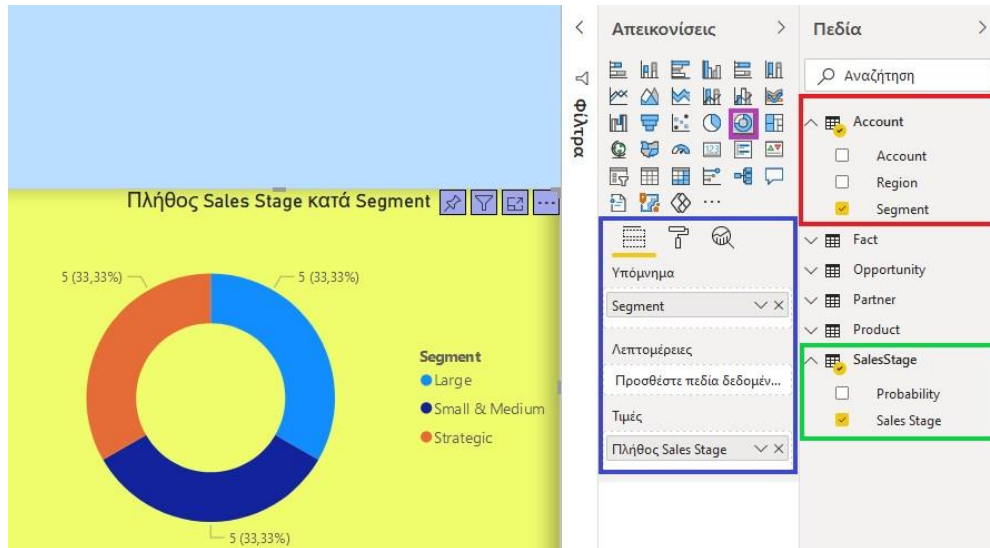 Πλήθος Sales Stage κατά Segment
5 (33,33%)
5 (33,33%)
5 (33,33%)
Segment
Large
Small & Medium
Strategic
Φίλτρα
Απεικονίσεις
123
Υπόμνημα
Segment
Λεπτομέρειες
Προσθέστε πεδία δεδομέν...
Τιμές
Πλήθος Sales Stage
Πεδία
Αναζήτηση
Account
Account
Region
Segment
Fact
Opportunity
Partner
Product
SalesStage
Probability
Sales Stage